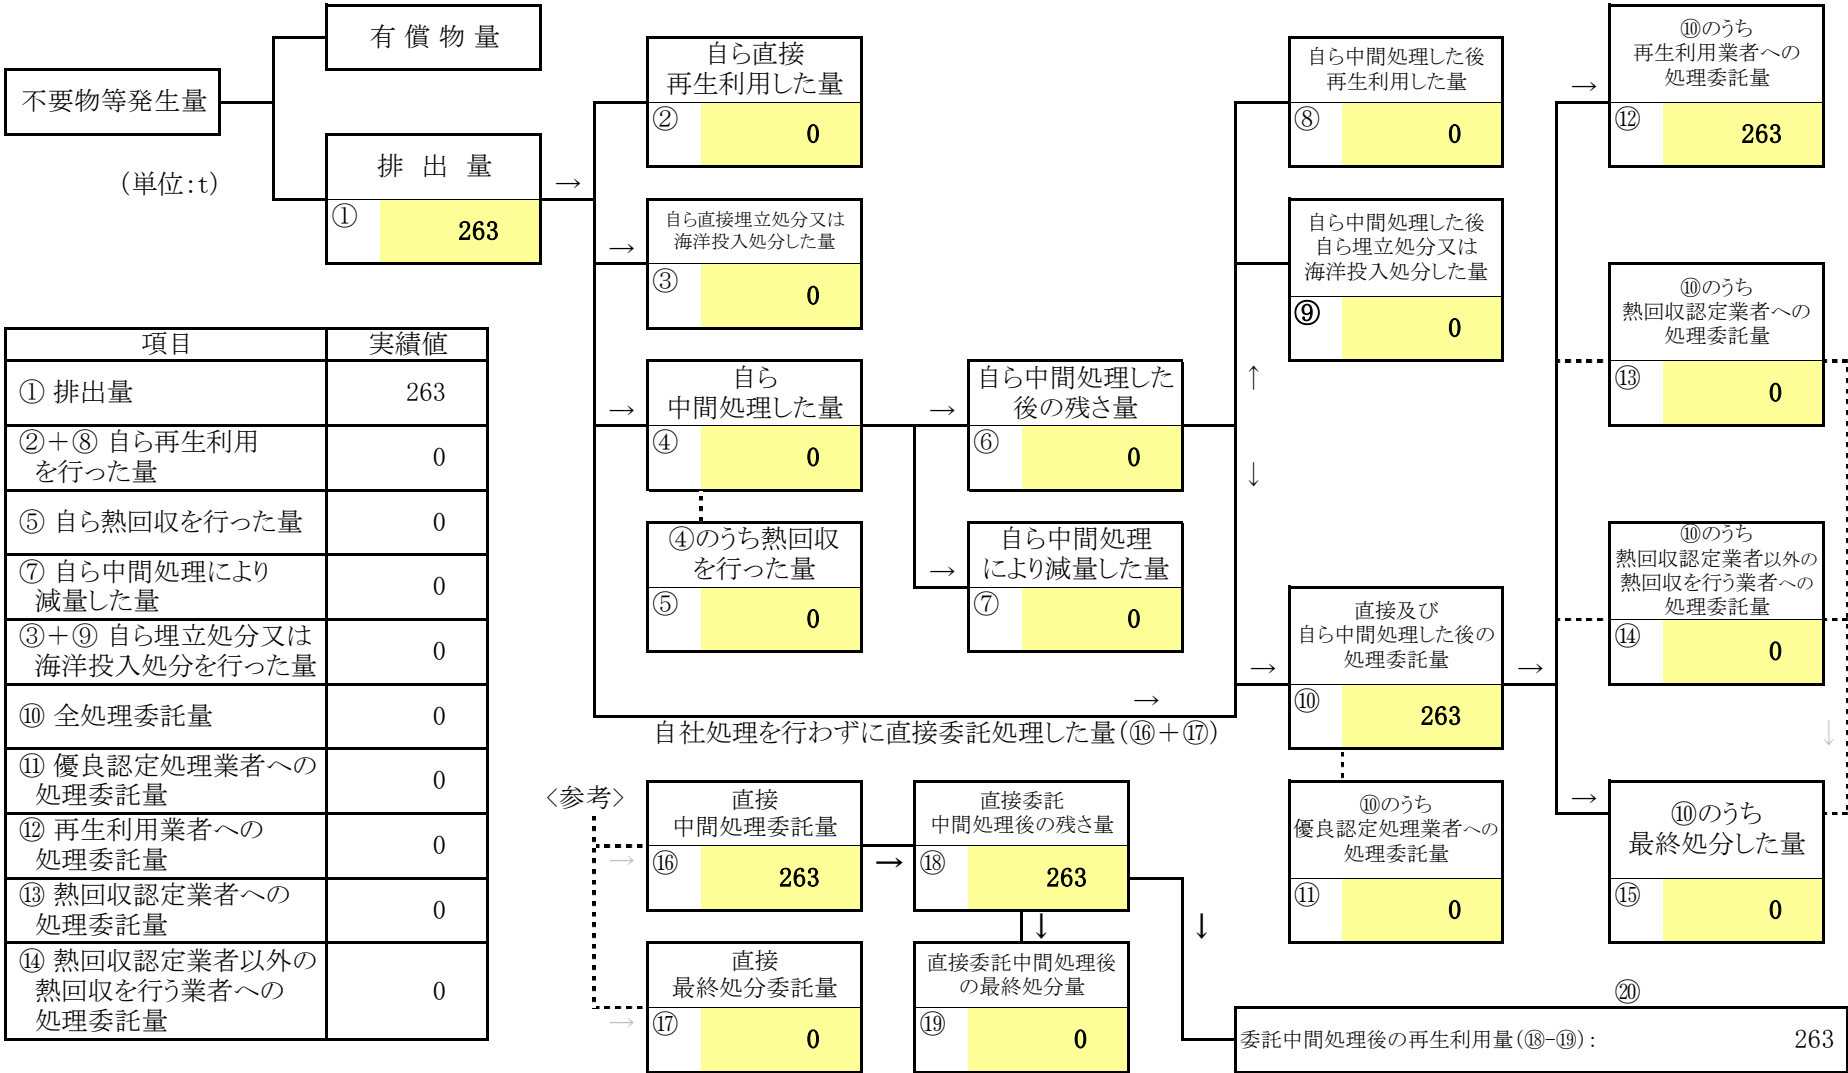 有 償 物 量
不要物等発生量
(単位:t)
排 出 量
→
① 263
自ら直接
再生利用した量
② 0
→
自ら直接埋立処分又は
海洋投入処分した量
③ 0
→
自ら
中間処理した量
④ 0
④のうち熱回収
を行った量
⑤ 0
→
自ら中間処理した
後の残さ量
⑥ 0
→
自ら中間処理
により減量した量
⑦ 0
↑
↓
自ら中間処理した後
再生利用した量
⑧ 0
自ら中間処理した後
自ら埋立処分又は
海洋投入処分した量
⑨ 0
→
自社処理を行わずに直接委託処理した量(⑯+⑰)
→
直接及び
自ら中間処理した後の
処理委託量
⑩ 263
→
⑩のうち
優良認定処理業者への
処理委託量
⑪ 0
→
⑩のうち
再生利用業者への
処理委託量
⑫ 263
⑩のうち
熱回収認定業者への
処理委託量
⑬ 0
⑩のうち
熱回収認定業者以外の
熱回収を行う業者への
処理委託量
⑭ 0
↓
→
⑩のうち
最終処分した量
⑮ 0
項目 実績値
① 排出量 263
②+⑧ 自ら再生利用
を行った量 0
⑤ 自ら熱回収を行った量 0
⑦ 自ら中間処理により
減量した量 0
③+⑨ 自ら埋立処分又は
海洋投入処分を行った量 0
⑩ 全処理委託量 0
⑪ 優良認定処理業者への
処理委託量 0
⑫ 再生利用業者への
処理委託量 0
⑬ 熱回収認定業者への
処理委託量 0
⑭ 熱回収認定業者以外の
熱回収を行う業者への
処理委託量 0
<参考>
→
直接
中間処理委託量
⑯ 263
→
直接委託
中間処理後の残さ量
⑱ 263
↓
↓
→
直接
最終処分委託量
⑰ 0
直接委託中間処理後
の最終処分量
⑲ 0
⑳
委託中間処理後の再生利用量(⑱-⑲): 263